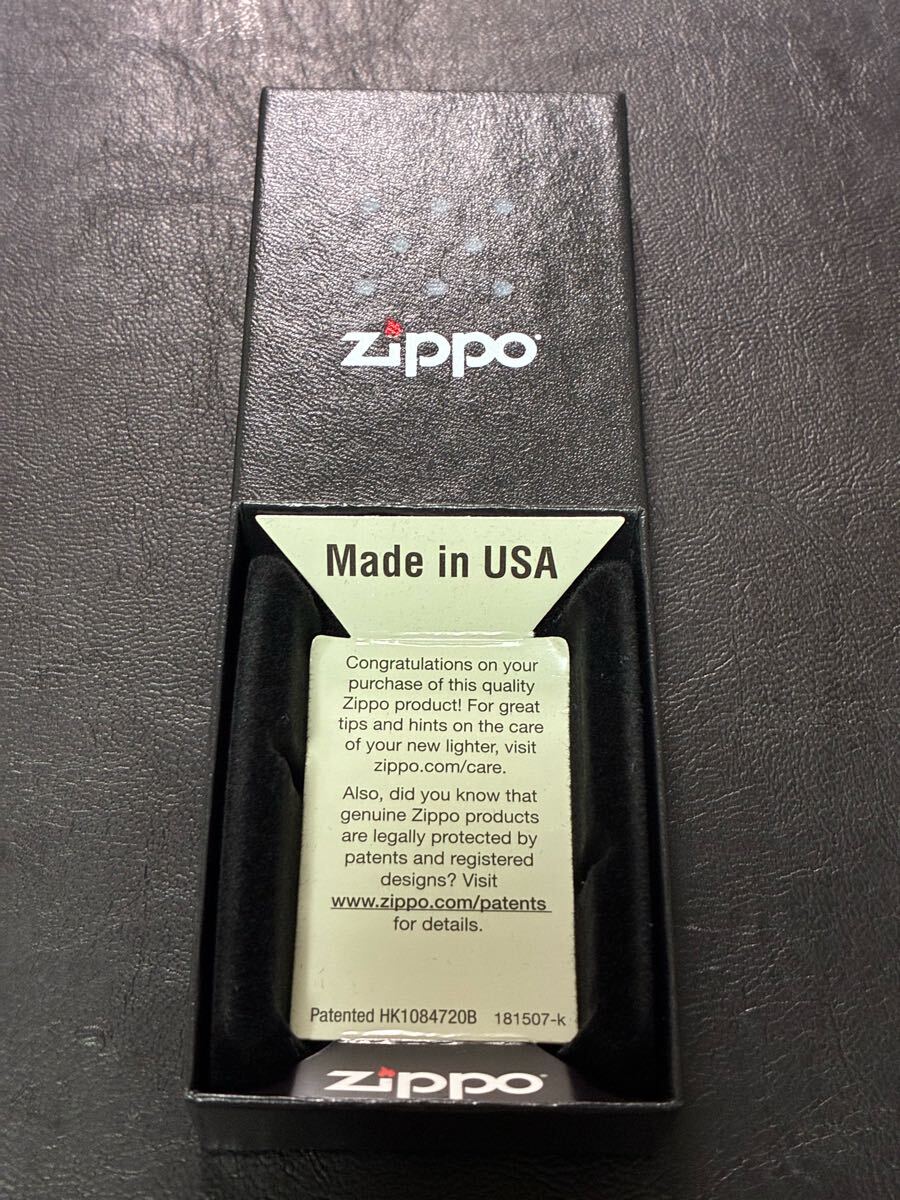 zippo
Made in USA
Congratulations on your
purchase of this quality
Zippo product! For great
tips and hints on the care
of your new lighter, visit
zippo.com/care.
Also, did you know that
genuine Zippo products
are legally protected by
patents and registered
designs? Visit
www.zippo.com/patents
for details.
Patented HK1084720B 181507-k
zippo